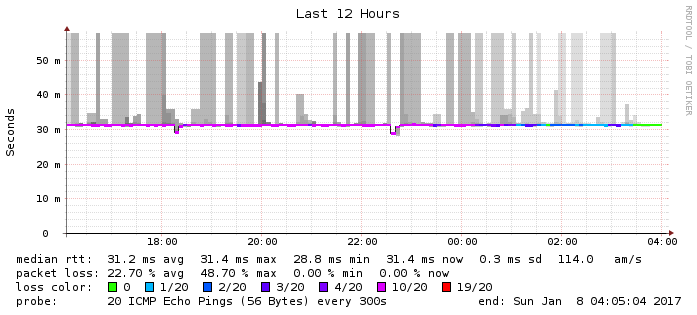 Last 12 Hours
RRDTOOL / TOBI OETIKER
Seconds
50 m
40 m
30 m
20 m
10 m
0
18:00 20:00 22:00 00:00 02:00 04:00
median rtt: 31.2 ms avg 31.4 ms max 28.8 ms min 31.4 ms now 0.3 ms sd 114.0 am/s
packet loss: 22.70 % avg 48.70 % max 0.00 % min 0.00 % now
loss color: 0 1/20 2/20 3/20 4/20 10/20 19/20
probe: 20 ICMP Echo Pings (56 Bytes) every 300s end: Sun Jan 8 04:05:04 2017